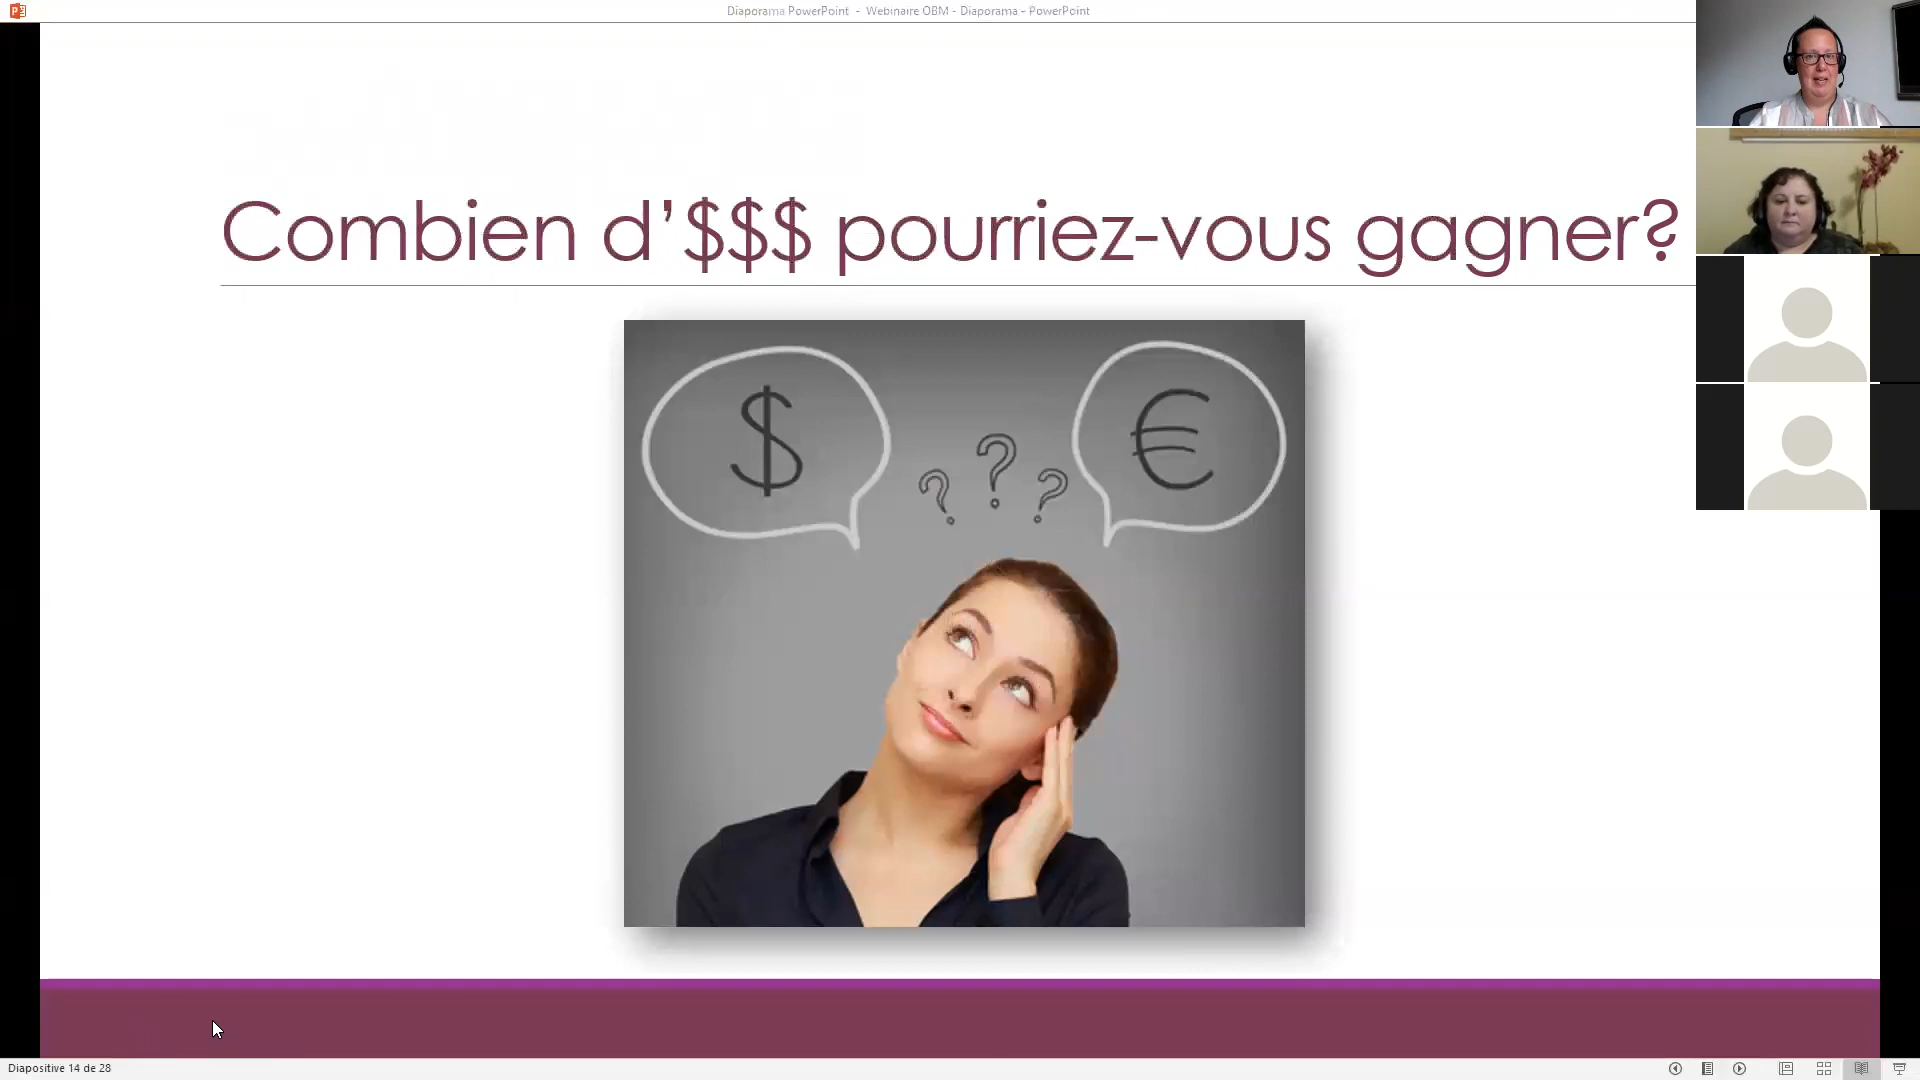 Diaporama PowerPoint - Webinaire OBM - Diaporama - PowerPoint
Combien d’$$$ pourriez-vous gagner?
$ ? ? ? €
Diapositive 14 de 28